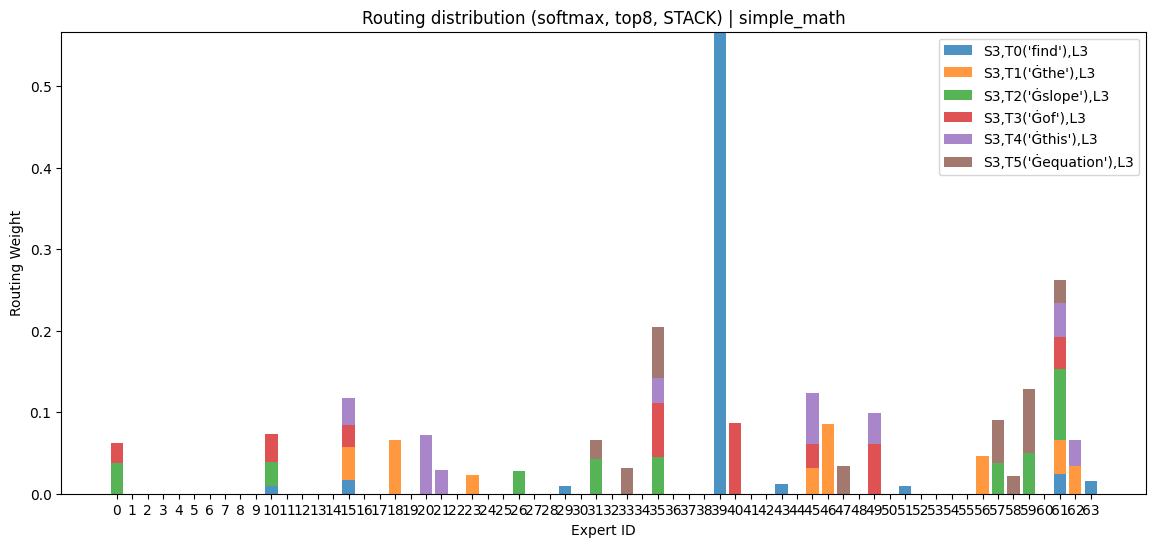 Routing distribution (softmax, top8, STACK) | simple_math
S3,T0('find'),L3
S3,T1('Ġthe'),L3
S3,T2('Ġslope'),L3
S3,T3('Ġof'),L3
S3,T4('Ġthis'),L3
S3,T5('Ġequation'),L3
Routing Weight
0.5
0.4
0.3
0.2
0.1
0.0
0 1 2 3 4 5 6 7 8 9 10 11 12 13 14 15 16 17 18 19 20 21 22 23 24 25 26 27 28 29 30 31 32 33 34 35 36 37 38 39 40 41 42 43 44 45 46 47 48 49 50 51 52 53 54 55 56 57 58 59 60 61 62 63
Expert ID